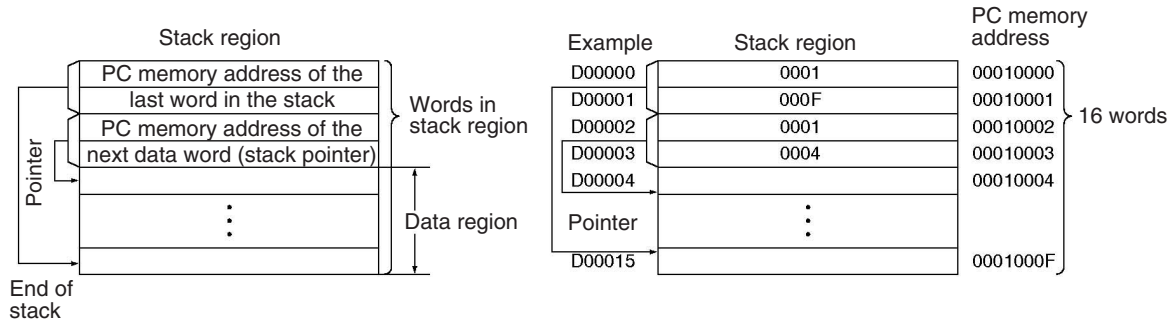 Stack region
PC memory address of the
last word in the stack
PC memory address of the
next data word (stack pointer)
Words in
stack region
Pointer
Data region
End of
stack
Example
Stack region
PC memory
address
D00000
0001
00010000
D00001
000F
00010001
D00002
0001
00010002
D00003
0004
00010003
D00004
00010004
Pointer
D00015
0001000F
16 words